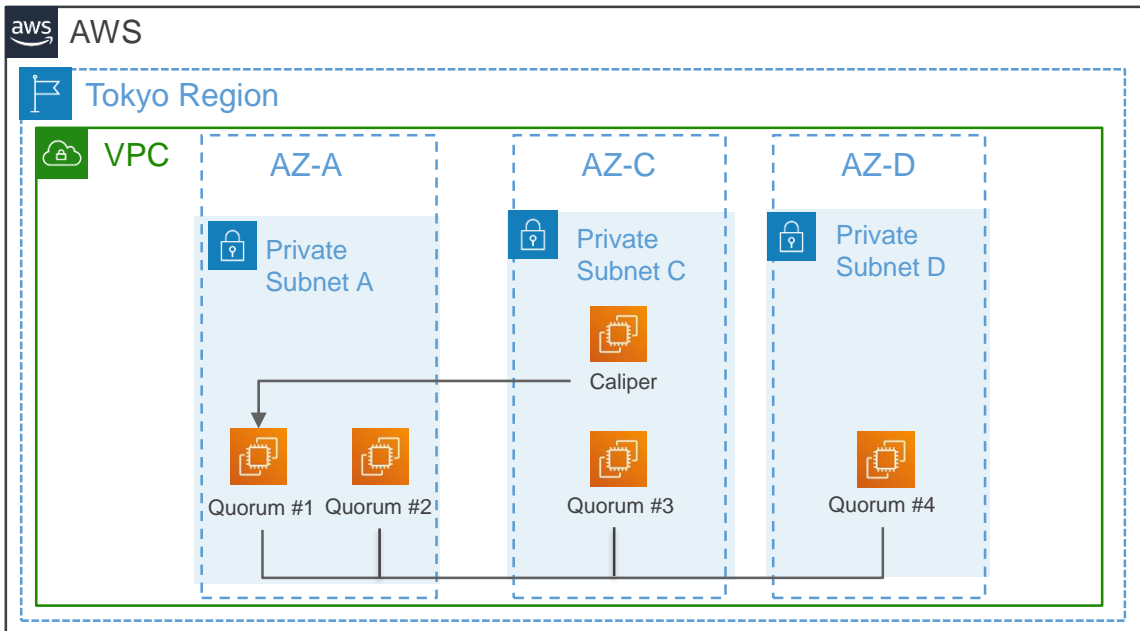 aws
AWS
Tokyo Region
VPC
AZ-A
AZ-C
AZ-D
Private
Subnet A
Private
Subnet C
Private
Subnet D
Caliper
Quorum #1
Quorum #2
Quorum #3
Quorum #4